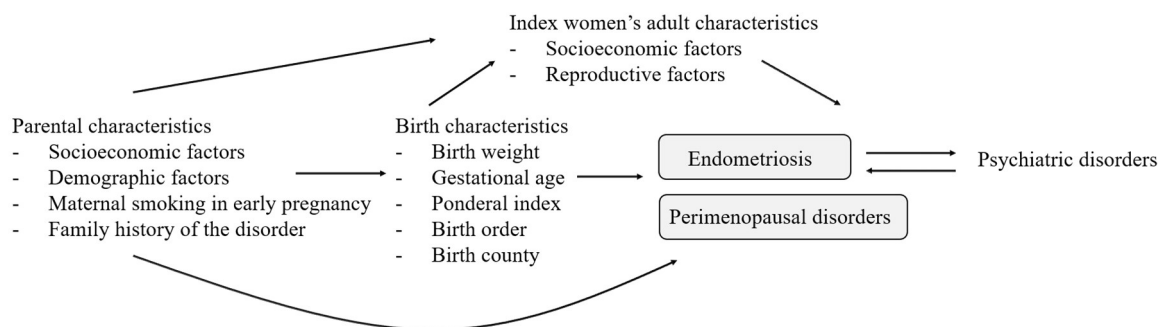 Index women's adult characteristics
- Socioeconomic factors
- Reproductive factors
Parental characteristics
- Socioeconomic factors
- Demographic factors
- Maternal smoking in early pregnancy
- Family history of the disorder
Birth characteristics
- Birth weight
- Gestational age
- Ponderal index
- Birth order
- Birth county
Endometriosis
Perimenopausal disorders
Psychiatric disorders